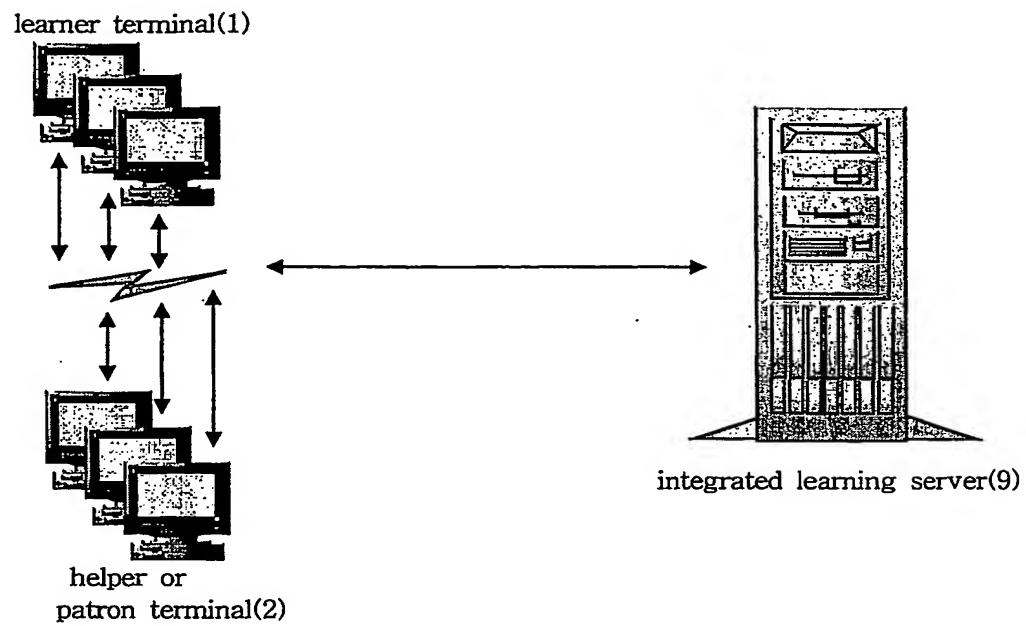 learner terminal(1)
integrated learning server(9)
helper or
patron terminal(2)